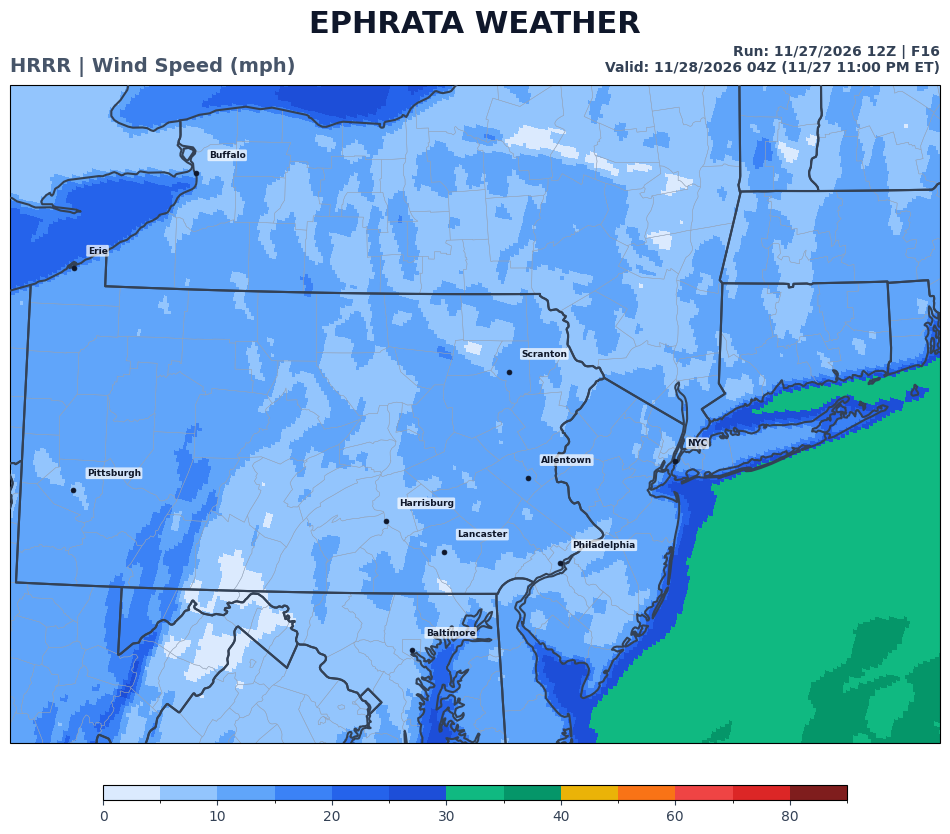 EPHRATA WEATHER
HRRR | Wind Speed (mph)
Run: 11/27/2026 12Z | F16
Valid: 11/28/2026 04Z (11/27 11:00 PM ET)
Buffalo
Erie
Scranton
NYC
Allentown
Pittsburgh
Harrisburg
Lancaster
Philadelphia
Baltimore
0 10 20 30 40 60 80